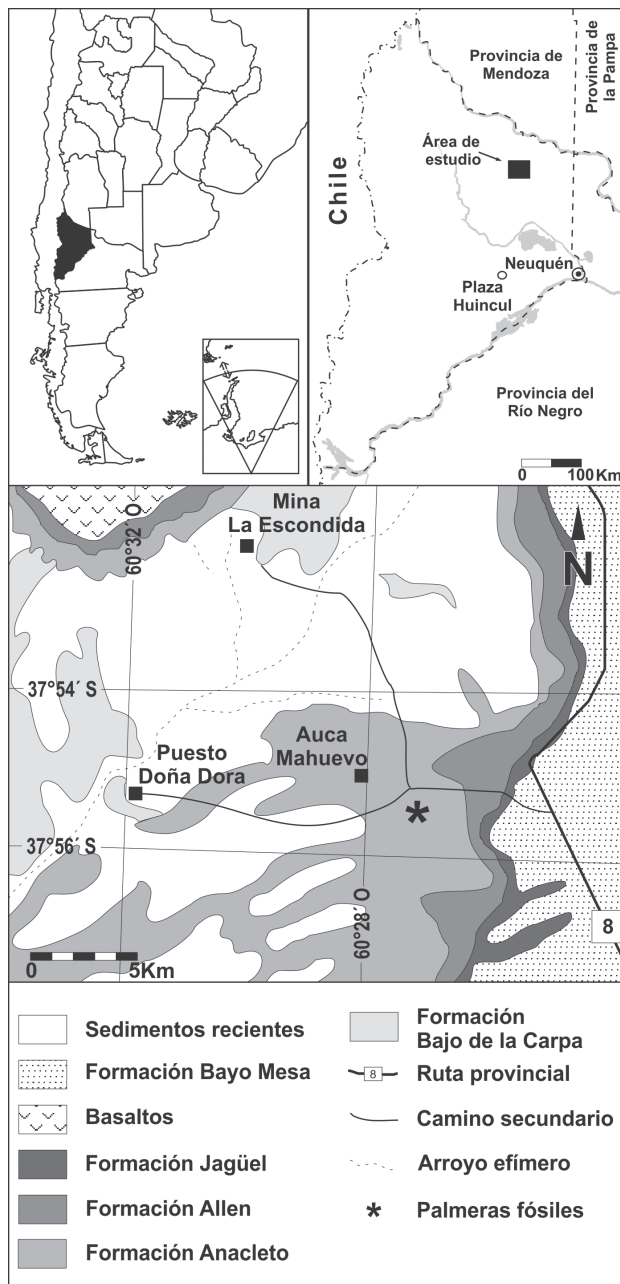 Provincia de
Mendoza
Provincia de
la Pampa
Área de
estudio
Chile
Neuquén
Plaza
Huincul
Provincia del
Río Negro
0 100 Km
Mina
La Escondida
60°32´ O
N
37°54´ S
Auca
Mahuevo
Puesto
Doña Dora
37°56´ S
60°28´ O
8
0 5Km
Sedimentos recientes
Formación Bayo Mesa
Basaltos
Formación Jagüel
Formación Allen
Formación Anacleto
Formación
Bajo de la Carpa
8 Ruta provincial
Camino secundario
Arroyo efímero
* Palmeras fósiles